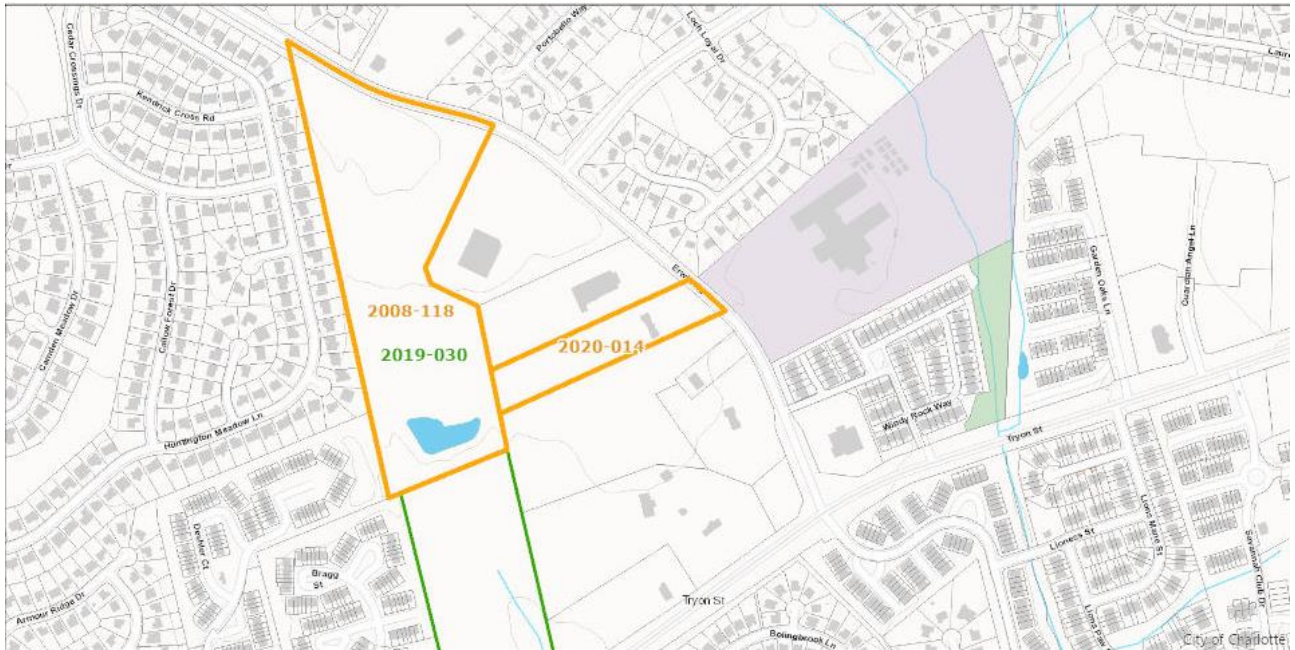 Cedar Crossings Dr
Kendrick Cross Rd
Portobello Way
Loch Loyal Dr
Dr
Camden Meadow Dr
Callow Forest Dr
2008-118
2019-030
2020-014
Garden Oaks Ln
Guardian Angel Ln
Huntington Meadow Ln
Windy Rock Way
Tryon St
Deshler Ct
Bragg
St
Armour Ridge Dr
Tryon St
Bolingbrook Ln
Lioness St
Lions Mane St
Lions Paw
Savannah Club Dr
City of Charlotte